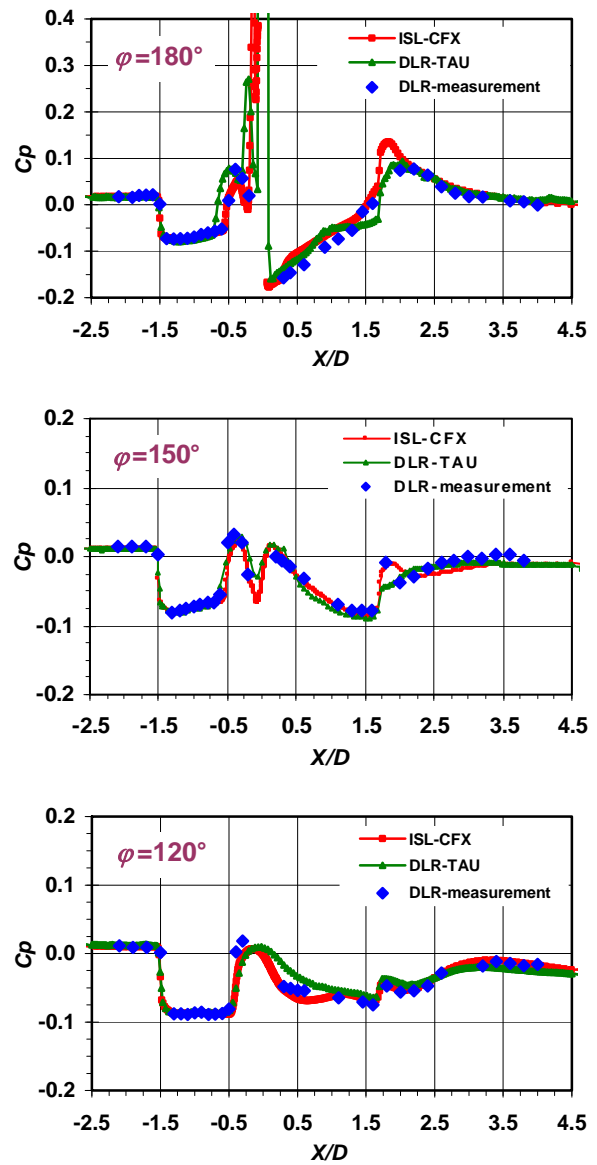 φ=180°
ISL-CFX
DLR-TAU
DLR-measurement
Cp
0.4
0.3
0.2
0.1
0.0
-0.1
-0.2
-2.5 -1.5 -0.5 0.5 1.5 2.5 3.5 4.5
X/D
φ=150°
ISL-CFX
DLR-TAU
DLR-measurement
Cp
0.2
0.1
0.0
-0.1
-0.2
-2.5 -1.5 -0.5 0.5 1.5 2.5 3.5 4.5
X/D
φ=120°
ISL-CFX
DLR-TAU
DLR-measurement
Cp
0.2
0.1
0.0
-0.1
-0.2
-2.5 -1.5 -0.5 0.5 1.5 2.5 3.5 4.5
X/D